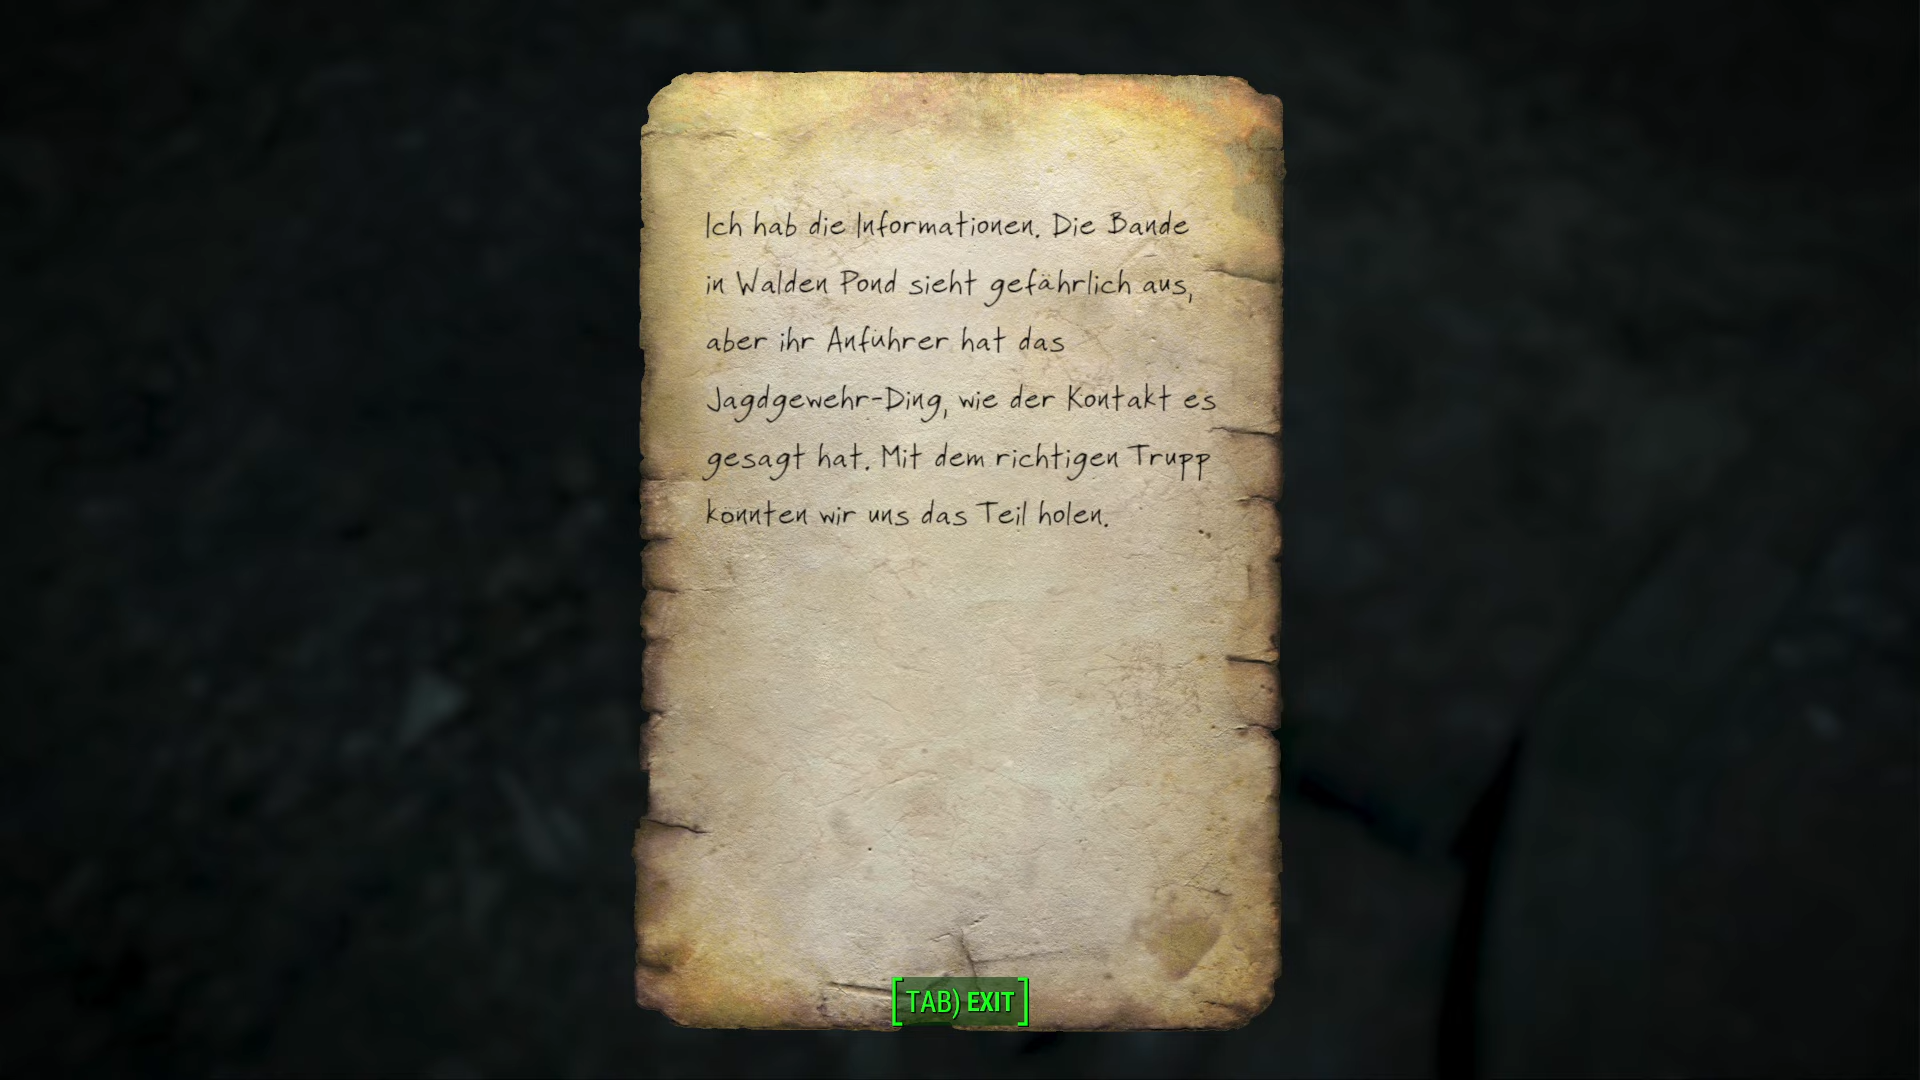 Ich hab die Informationen. Die Bande
in Walden Pond sieht gefährlich aus,
aber ihr Anführer hat das
Jagdgewehr-Ding, wie der Kontakt es
gesagt hat. Mit dem richtigen Trupp
könnten wir uns das Teil holen.
TAB) EXIT